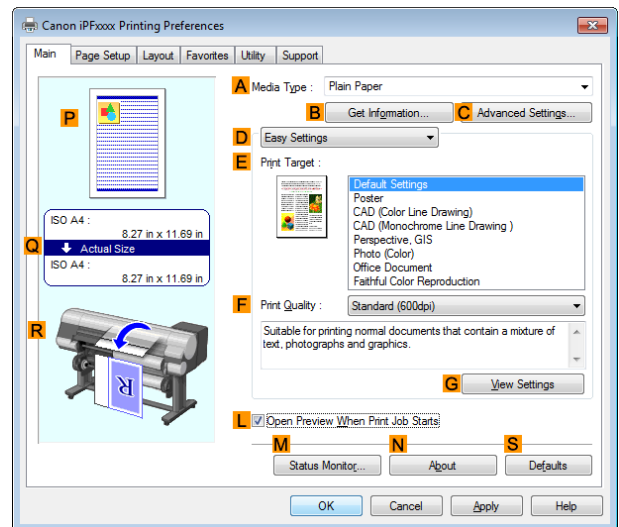 Canon iPFxxxx Printing Preferences
Main Page Setup Layout Favorites Utility Support
A Media Type : Plain Paper
B Get Information... C Advanced Settings...
D Easy Settings
E Print Target :
Default Settings
Poster
CAD (Color Line Drawing)
CAD (Monochrome Line Drawing )
Perspective, GIS
Photo (Color)
Office Document
Faithful Color Reproduction
P
ISO A4 :
8.27 in x 11.69 in
Q Actual Size
ISO A4 :
8.27 in x 11.69 in
R
R
F Print Quality : Standard (600dpi)
Suitable for printing normal documents that contain a mixture of
text, photographs and graphics.
G View Settings
L Open Preview When Print Job Starts
M N S
Status Monitor... About Defaults
OK Cancel Apply Help